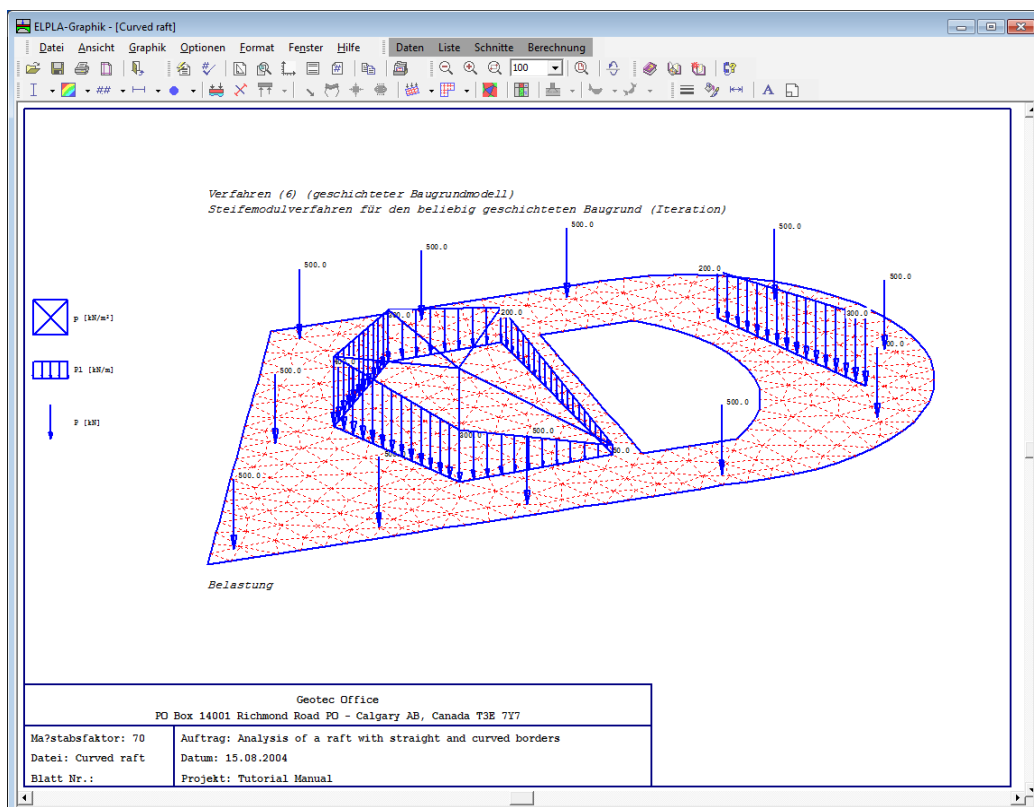 ELPLA-Graphik - [Curved raft]
Datei Ansicht Graphik Optionen Format Fenster Hilfe Daten Liste Schnitte Berechnung
100
Verfahren (6) (geschichteter Baugrundmodell)
Steifemodulverfahren für den beliebig geschichteten Baugrund (Iteration)
500.0
500.0
500.0
500.0
500.0
200.0
300.0
200.0
500.0
500.0
500.0
300.0
500.0
p [kN/m²]
Pl [kN/m]
P [kN]
Belastung
Geotec Office
PO Box 14001 Richmond Road PO - Calgary AB, Canada T3E 7Y7
Ma?stabsfaktor: 70
Auftrag: Analysis of a raft with straight and curved borders
Datei: Curved raft
Datum: 15.08.2004
Blatt Nr.:
Projekt: Tutorial Manual